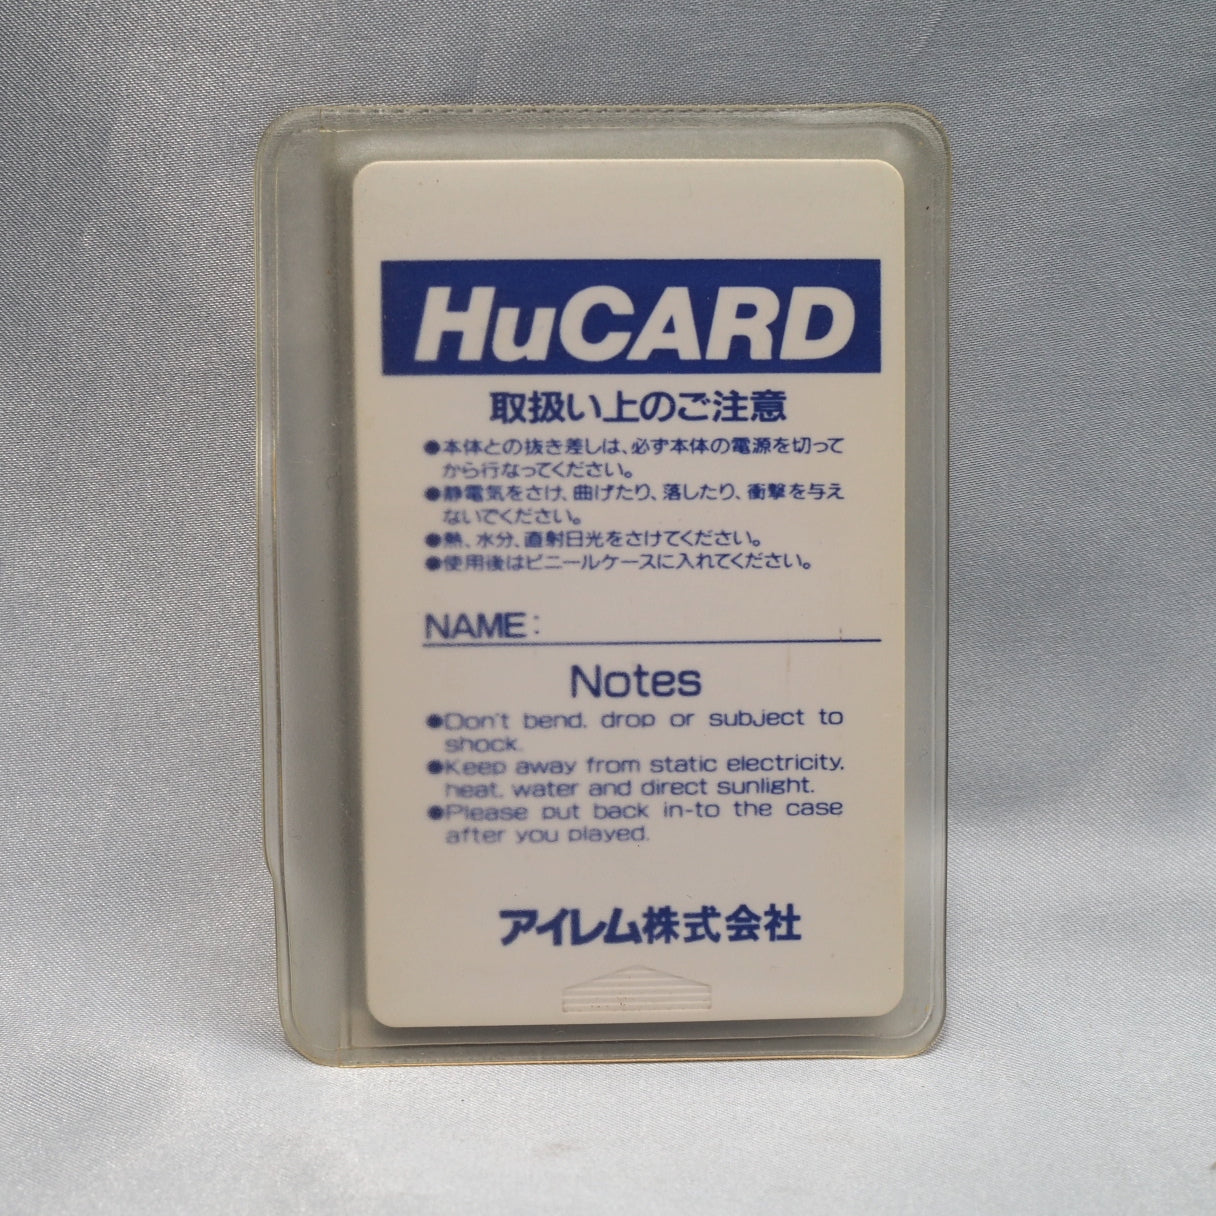 HuCARD
取扱い上のご注意
●本体との抜き差しは、必ず本体の電源を切って
から行なってください。
●静電気をさけ、曲げたり、落したり、衝撃を与え
ないでください。
●熱、水分、直射日光をさけてください。
●使用後はビニールケースに入れてください。
NAME:
Notes
●Don't bend, drop or subject to
shock.
●Keep away from static electricity,
heat, water and direct sunlight.
●Please put back in-to the case
after you played.
アイレム株式会社